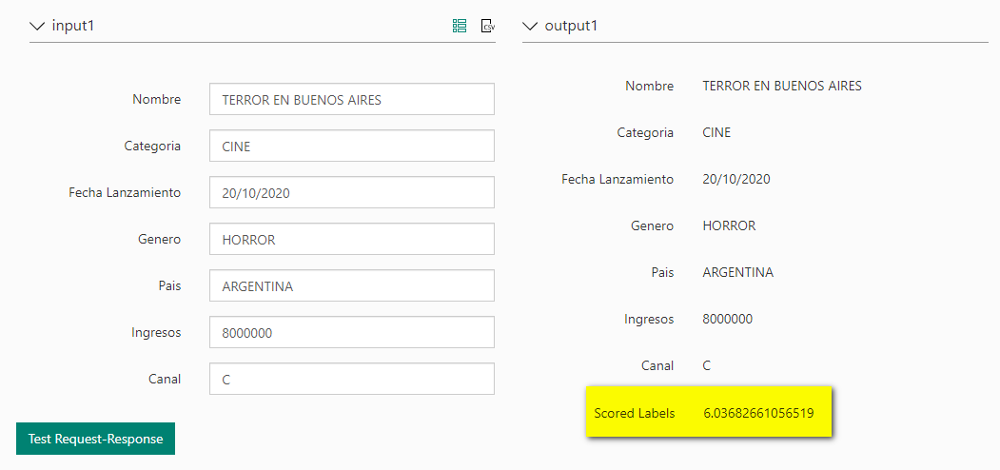 input1
CSV
Nombre TERROR EN BUENOS AIRES
Categoria CINE
Fecha Lanzamiento 20/10/2020
Genero HORROR
Pais ARGENTINA
Ingresos 8000000
Canal C
Test Request-Response
output1
Nombre TERROR EN BUENOS AIRES
Categoria CINE
Fecha Lanzamiento 20/10/2020
Genero HORROR
Pais ARGENTINA
Ingresos 8000000
Canal C
Scored Labels 6.03682661056519